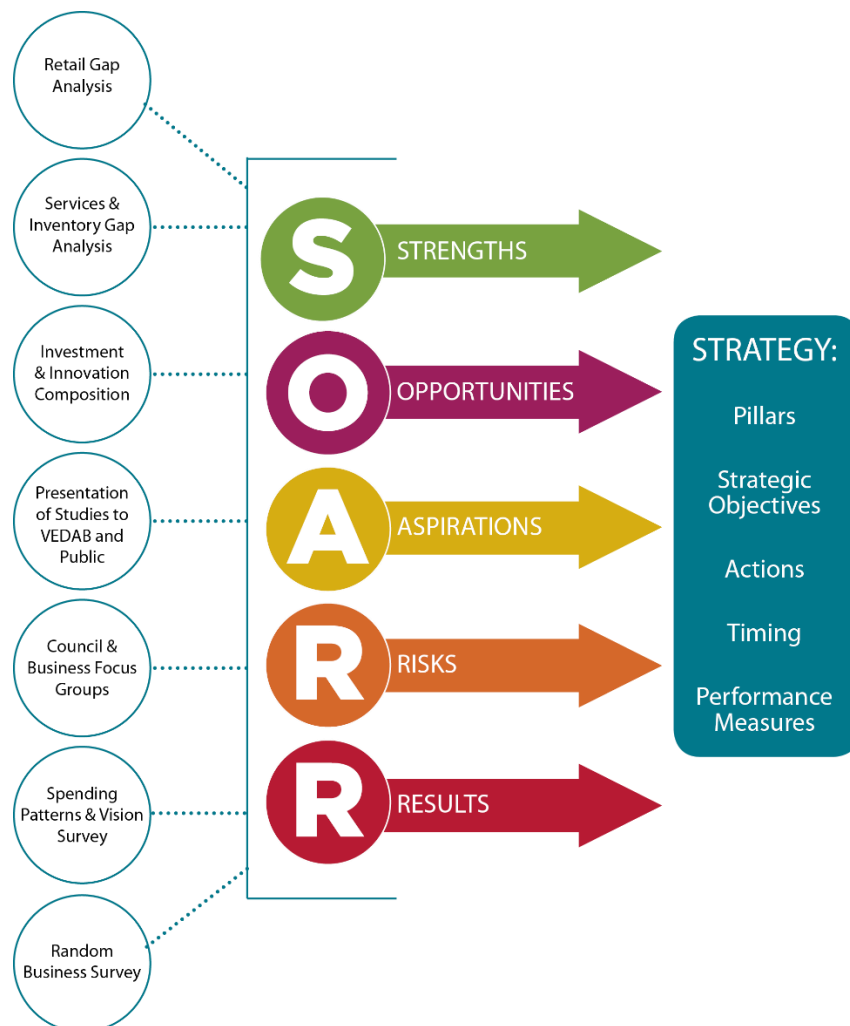 Retail Gap
Analysis
Services &
Inventory Gap
Analysis
Investment
& Innovation
Composition
Presentation
of Studies to
VEDAB and
Public
Council &
Business Focus
Groups
Spending
Patterns & Vision
Survey
Random
Business Survey
S
STRENGTHS
O
OPPORTUNITIES
A
ASPIRATIONS
R
RISKS
R
RESULTS
STRATEGY:
Pillars
Strategic
Objectives
Actions
Timing
Performance
Measures